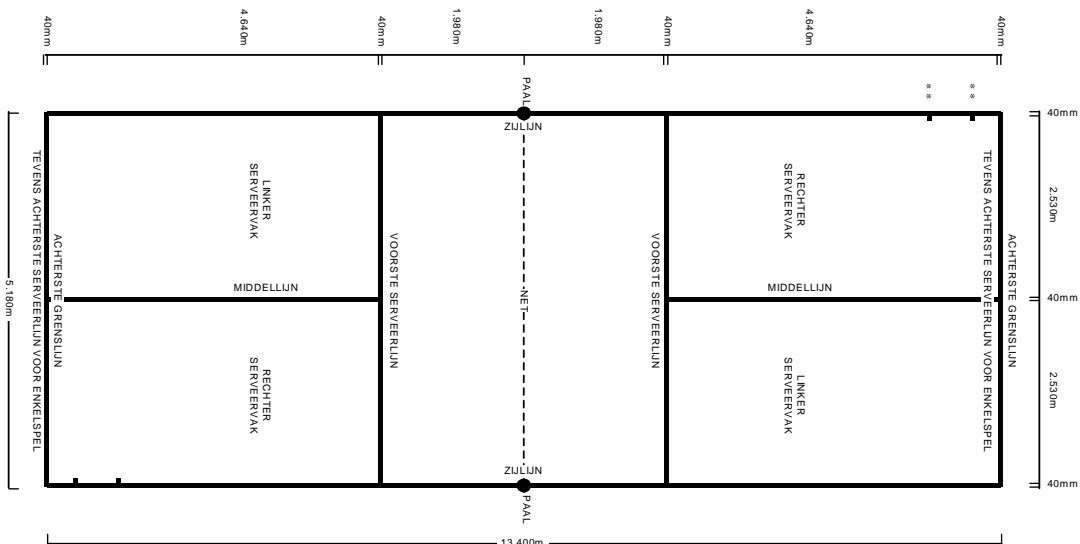 40mm
4.640m
40mm
1.980m
1.980m
40mm
4.640m
40mm
PAAL
* *
* *
40mm
ZIJLIJN
TEVENS ACHTERSTE SERVEERLIJN VOOR ENKELSPEL
ACHTERSTE GRENSLIJN
LINKER
SERVEERVAK
VOORSTE SERVEERLIJN
VOORSTE SERVEERLIJN
RECHTER
SERVEERVAK
TEVENS ACHTERSTE SERVEERLIJN VOOR ENKELSPEL
ACHTERSTE GRENSLIJN
2.530m
5.180m
MIDDELLIJN
NET
MIDDELLIJN
40mm
RECHTER
SERVEERVAK
LINKER
SERVEERVAK
2.530m
ZIJLIJN
40mm
PAAL
13.400m